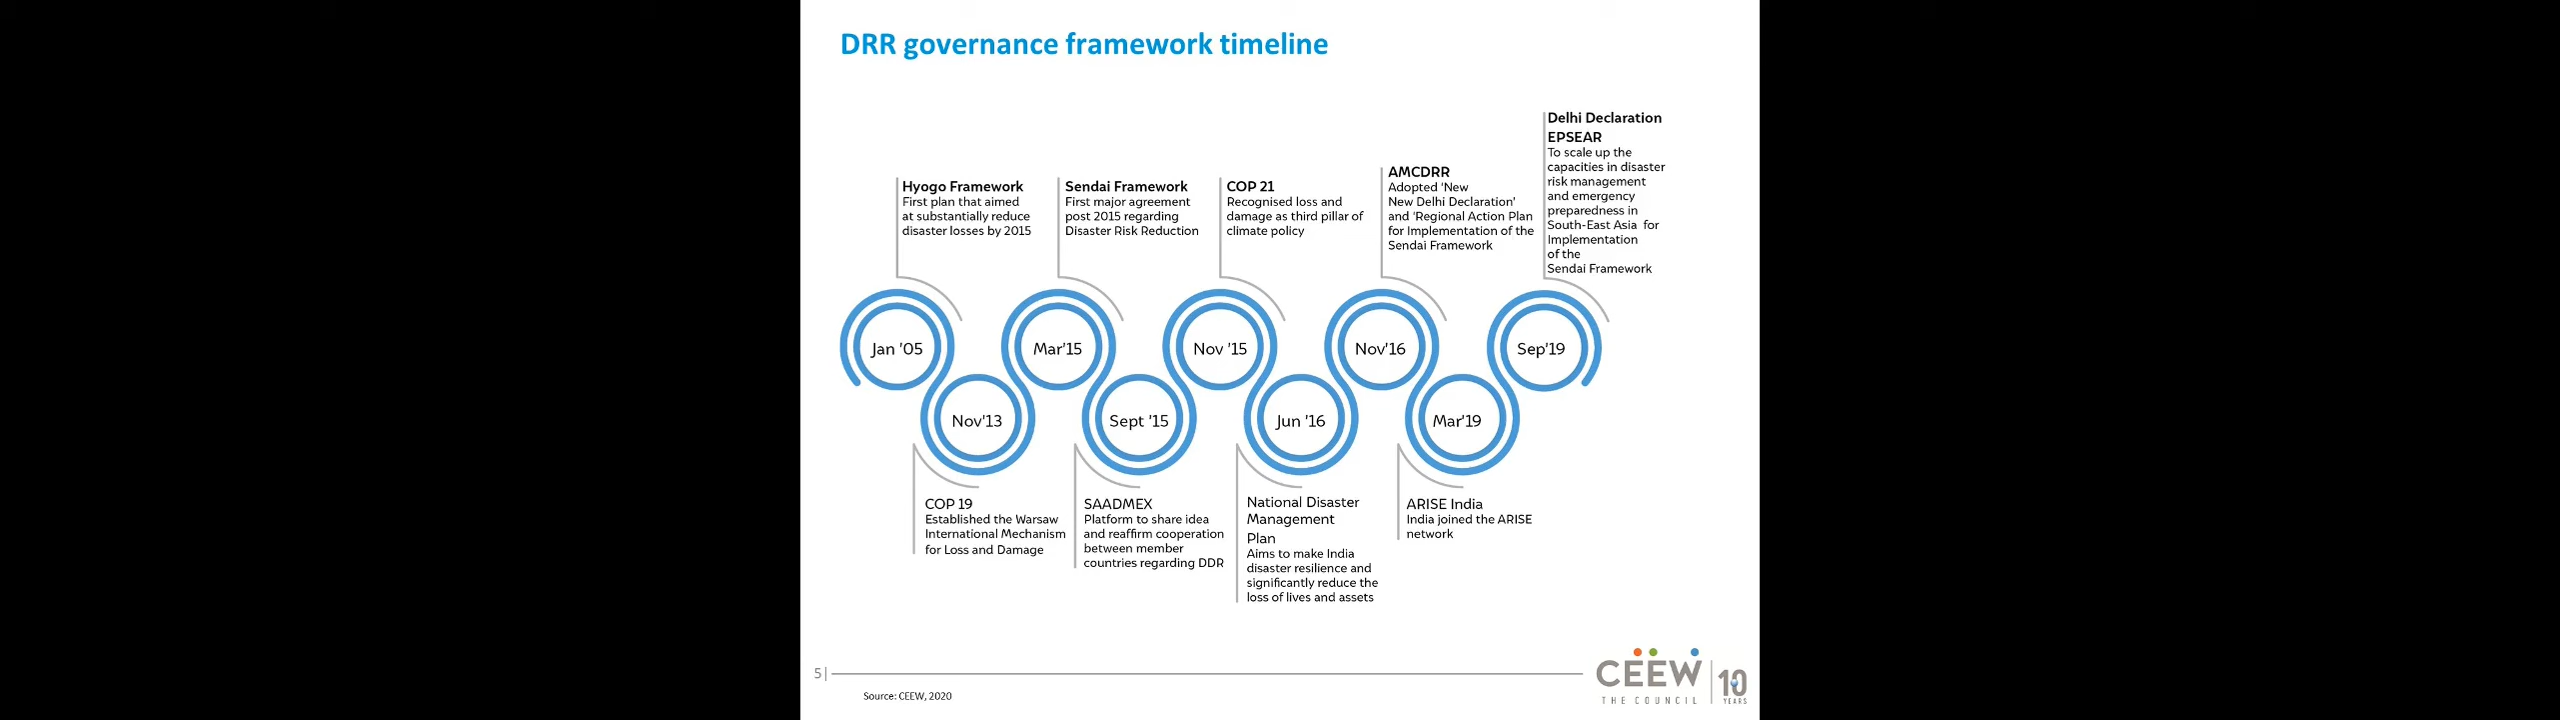 DRR governance framework timeline
Hyogo Framework
First plan that aimed
at substantially reduce
disaster losses by 2015
Sendai Framework
First major agreement
post 2015 regarding
Disaster Risk Reduction
COP 21
Recognised loss and
damage as third pillar of
climate policy
AMCDRR
Adopted ‘New
New Delhi Declaration’
and ‘Regional Action Plan
for Implementation of the
Sendai Framework
Delhi Declaration
EPSEAR
To scale up the
capacities in disaster
risk management
and emergency
preparedness in
South-East Asia for
Implementation
of the
Sendai Framework
Jan '05
Mar'15
Nov '15
Nov'16
Sep'19
Nov'13
Sept '15
Jun '16
Mar'19
COP 19
Established the Warsaw
International Mechanism
for Loss and Damage
SAADMEX
Platform to share idea
and reaffirm cooperation
between member
countries regarding DDR
National Disaster
Management
Plan
Aims to make India
disaster resilience and
significantly reduce the
loss of lives and assets
ARISE India
India joined the ARISE
network
5|
Source: CEEW, 2020
CEEW
THE COUNCIL
10
YEARS